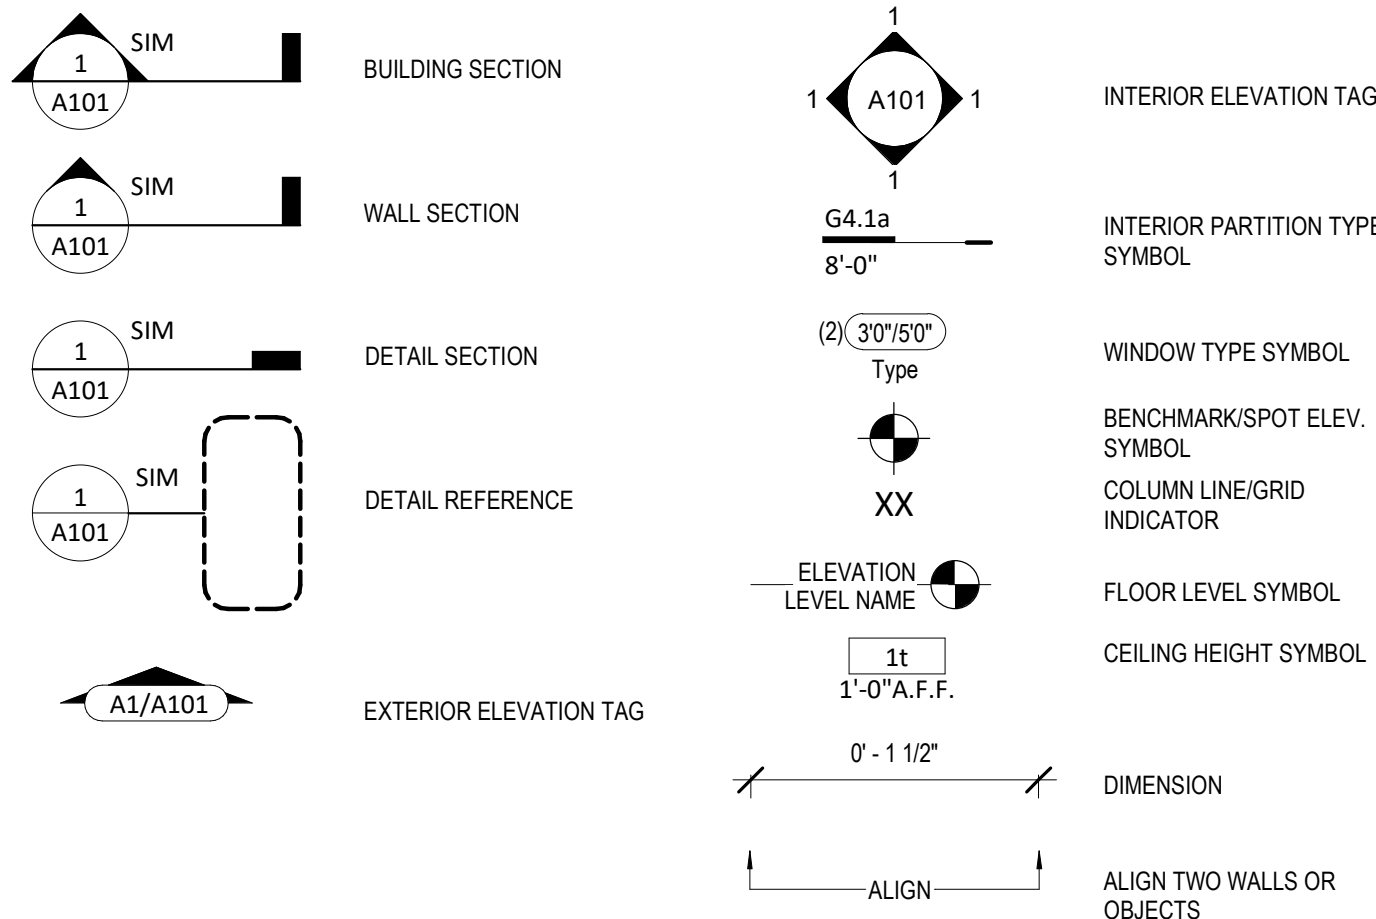 SIM
1
A101
BUILDING SECTION
SIM
1
A101
WALL SECTION
SIM
1
A101
DETAIL SECTION
SIM
1
A101
DETAIL REFERENCE
A1/A101
EXTERIOR ELEVATION TAG
1
1 A101 1
1
INTERIOR ELEVATION TAG
G4.1a
8'-0"
INTERIOR PARTITION TYPE
SYMBOL
(2) 3'0"/5'0"
Type
WINDOW TYPE SYMBOL
BENCHMARK/SPOT ELEV.
SYMBOL
XX
COLUMN LINE/GRID
INDICATOR
ELEVATION
LEVEL NAME
FLOOR LEVEL SYMBOL
1t
1'-0"A.F.F.
CEILING HEIGHT SYMBOL
0' - 1 1/2"
DIMENSION
ALIGN
ALIGN TWO WALLS OR
OBJECTS